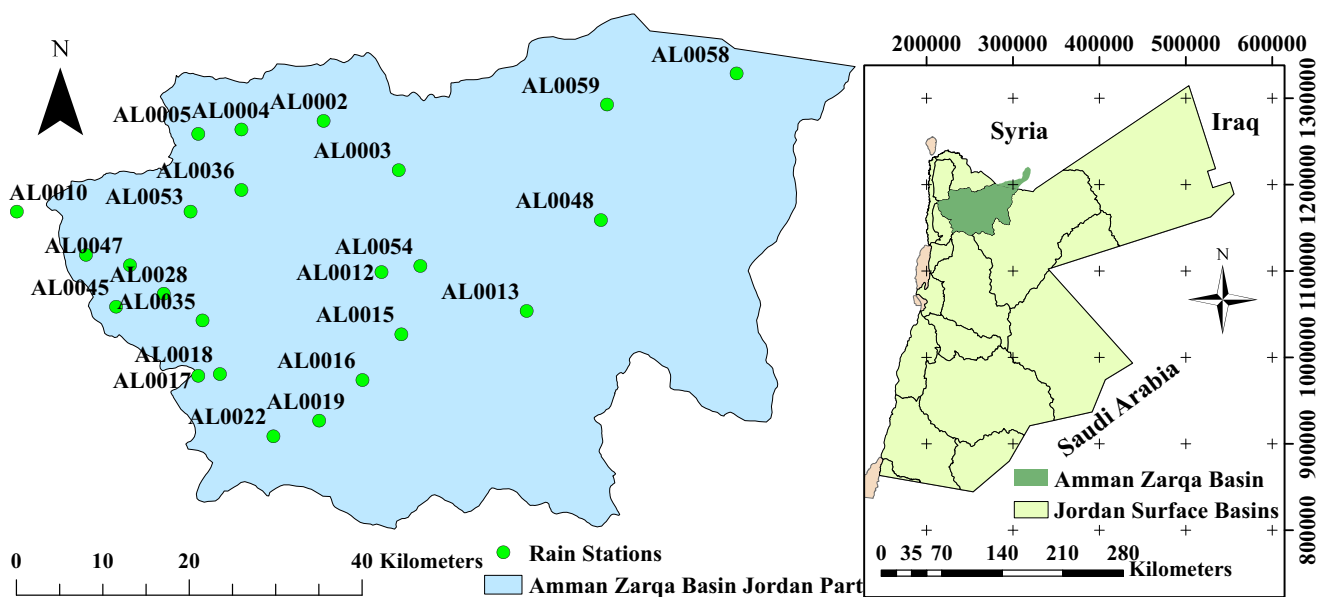 N
AL0058
AL0059
AL0002
AL0004
AL0005
AL0003
AL0036
AL0010
AL0053
AL0048
AL0047
AL0054
AL0012
AL0028
AL0045
AL0035
AL0013
AL0015
AL0018
AL0016
AL0017
AL0019
AL0022
0 20 40 Kilometers
0 10 20
Rain Stations
Amman Zarqa Basin Jordan Part
200000 300000 400000 500000 600000
1300000
1200000
1100000
1000000
900000
800000
Syria
Iraq
N
Saudi Arabia
Amman Zarqa Basin
Jordan Surface Basins
0 35 70 140 210 280
Kilometers